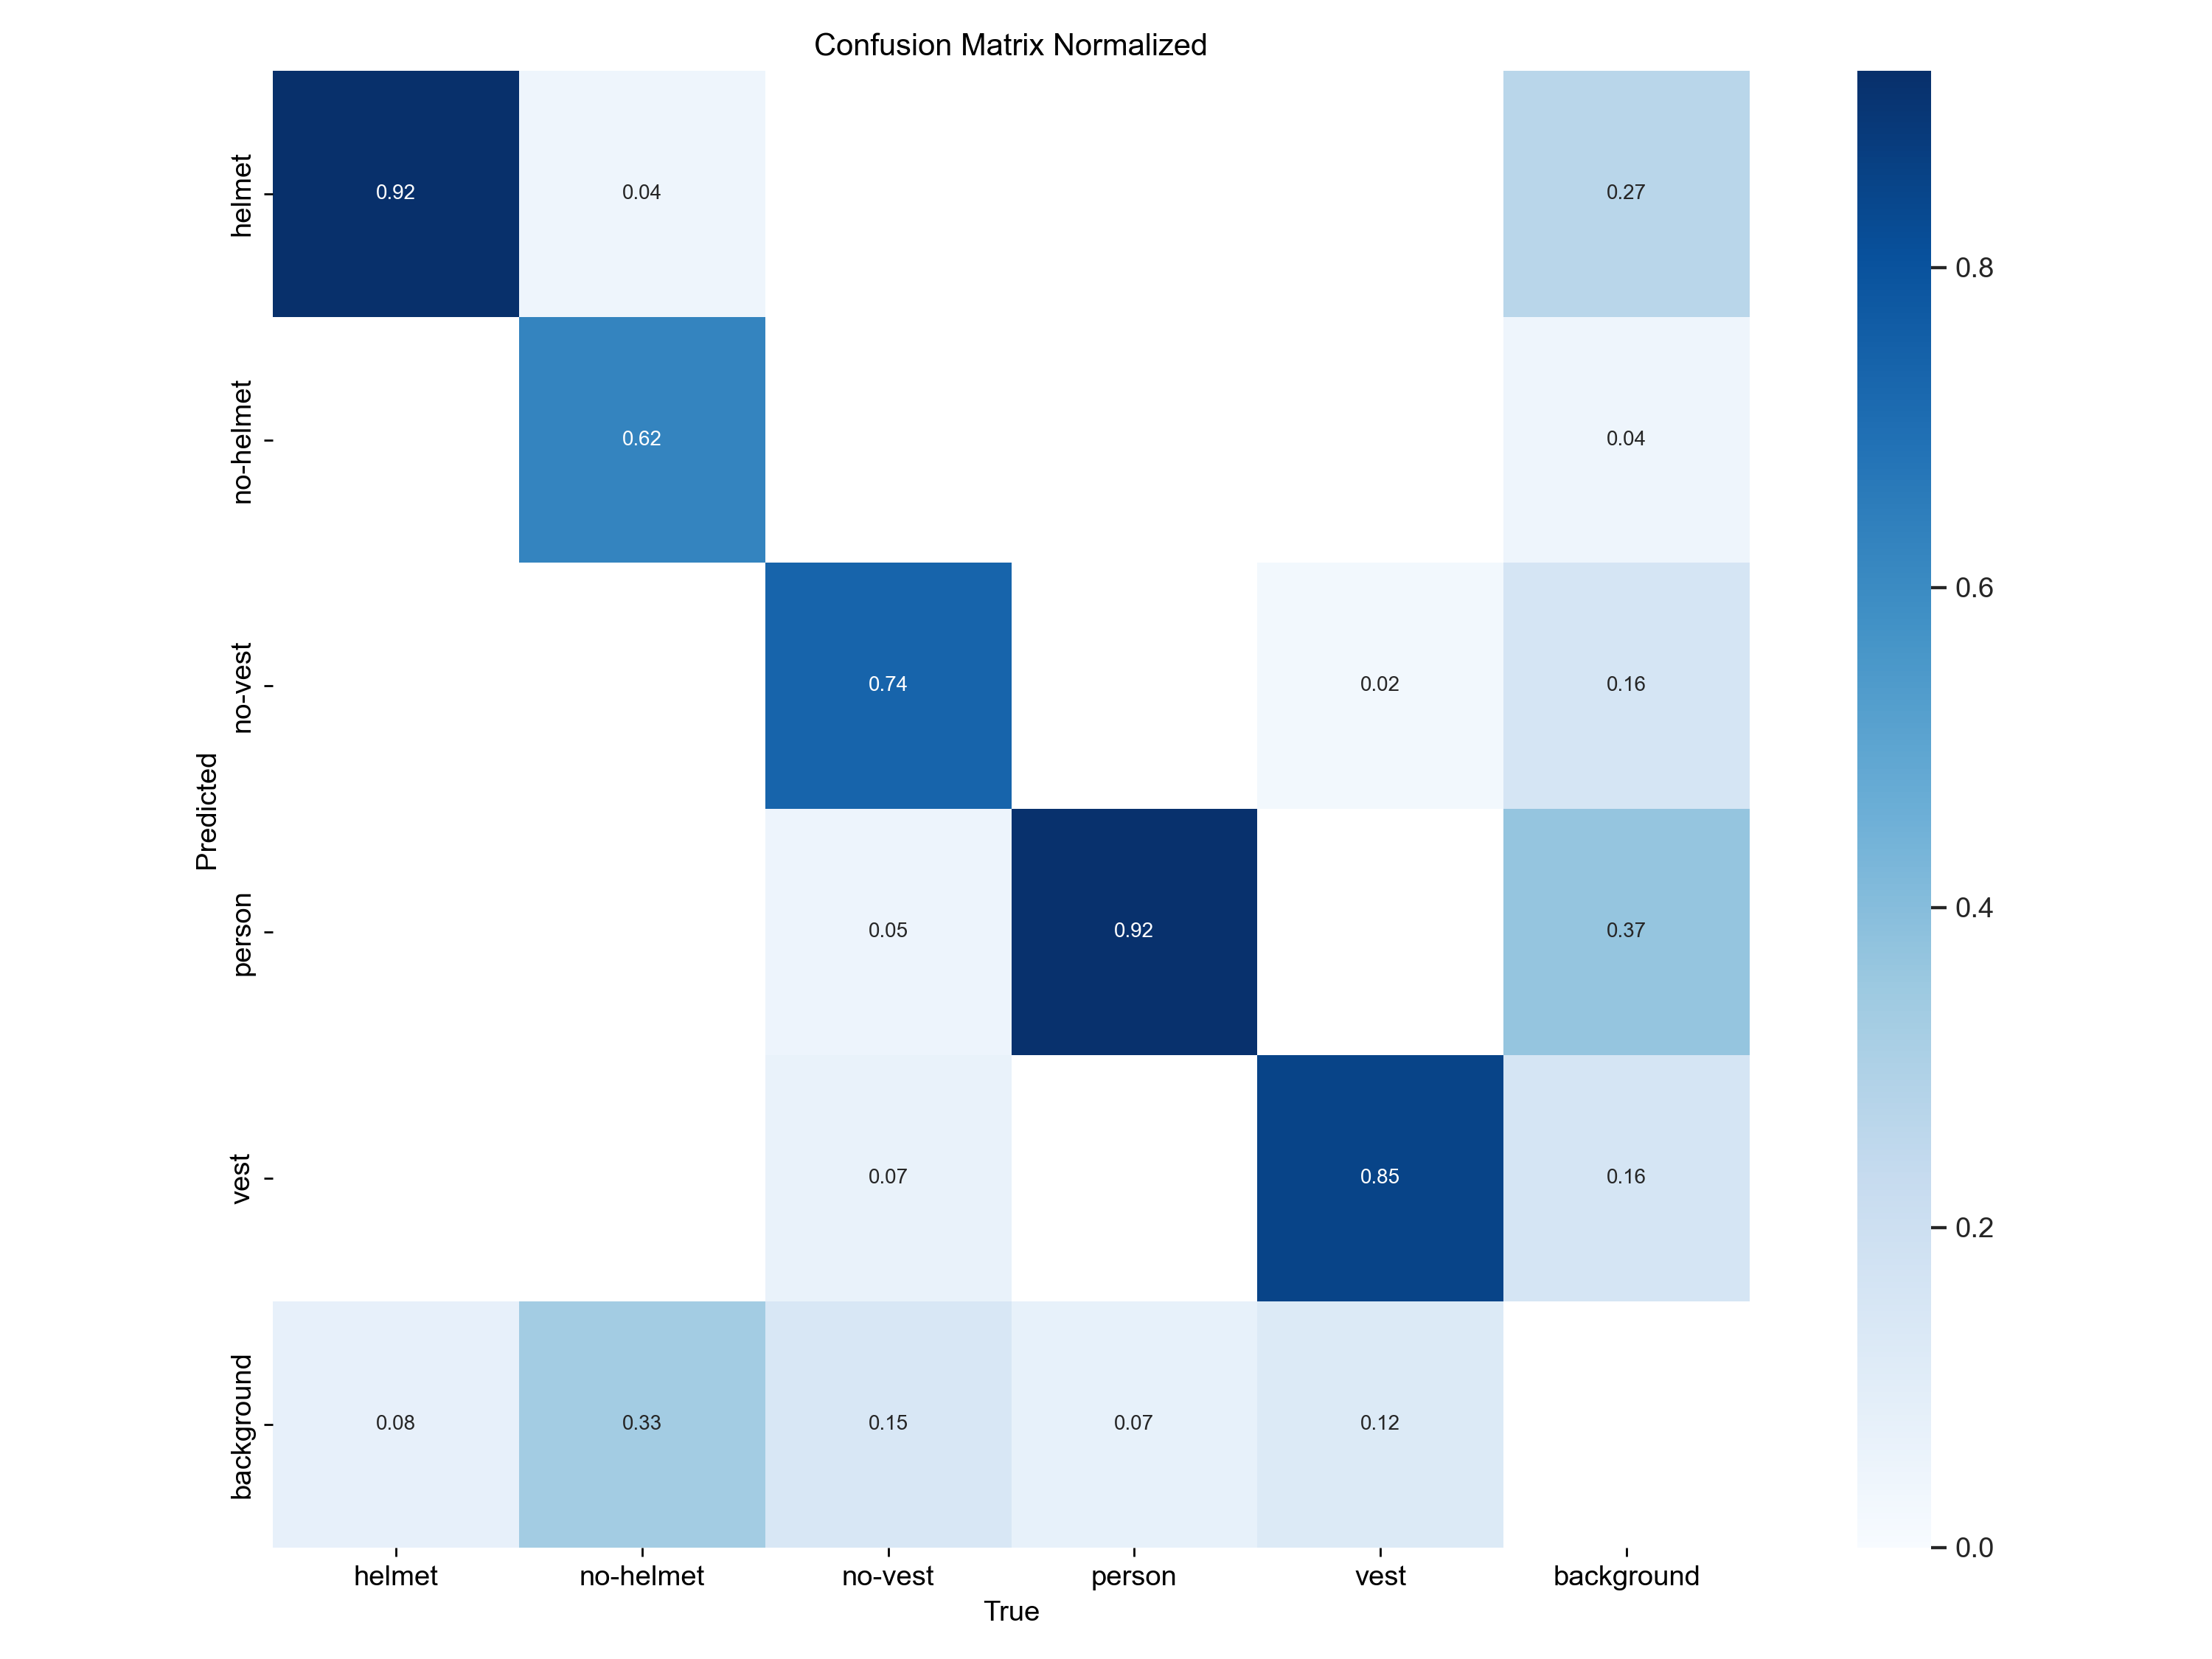 Confusion Matrix Normalized
helmet
0.92
0.04
0.27
0.8
no-helmet
0.62
0.04
0.6
no-vest
0.74
0.02
0.16
Predicted
person
0.05
0.92
0.37
0.4
vest
0.07
0.85
0.16
0.2
background
0.08
0.33
0.15
0.07
0.12
0.0
helmet
no-helmet
no-vest
person
vest
background
True